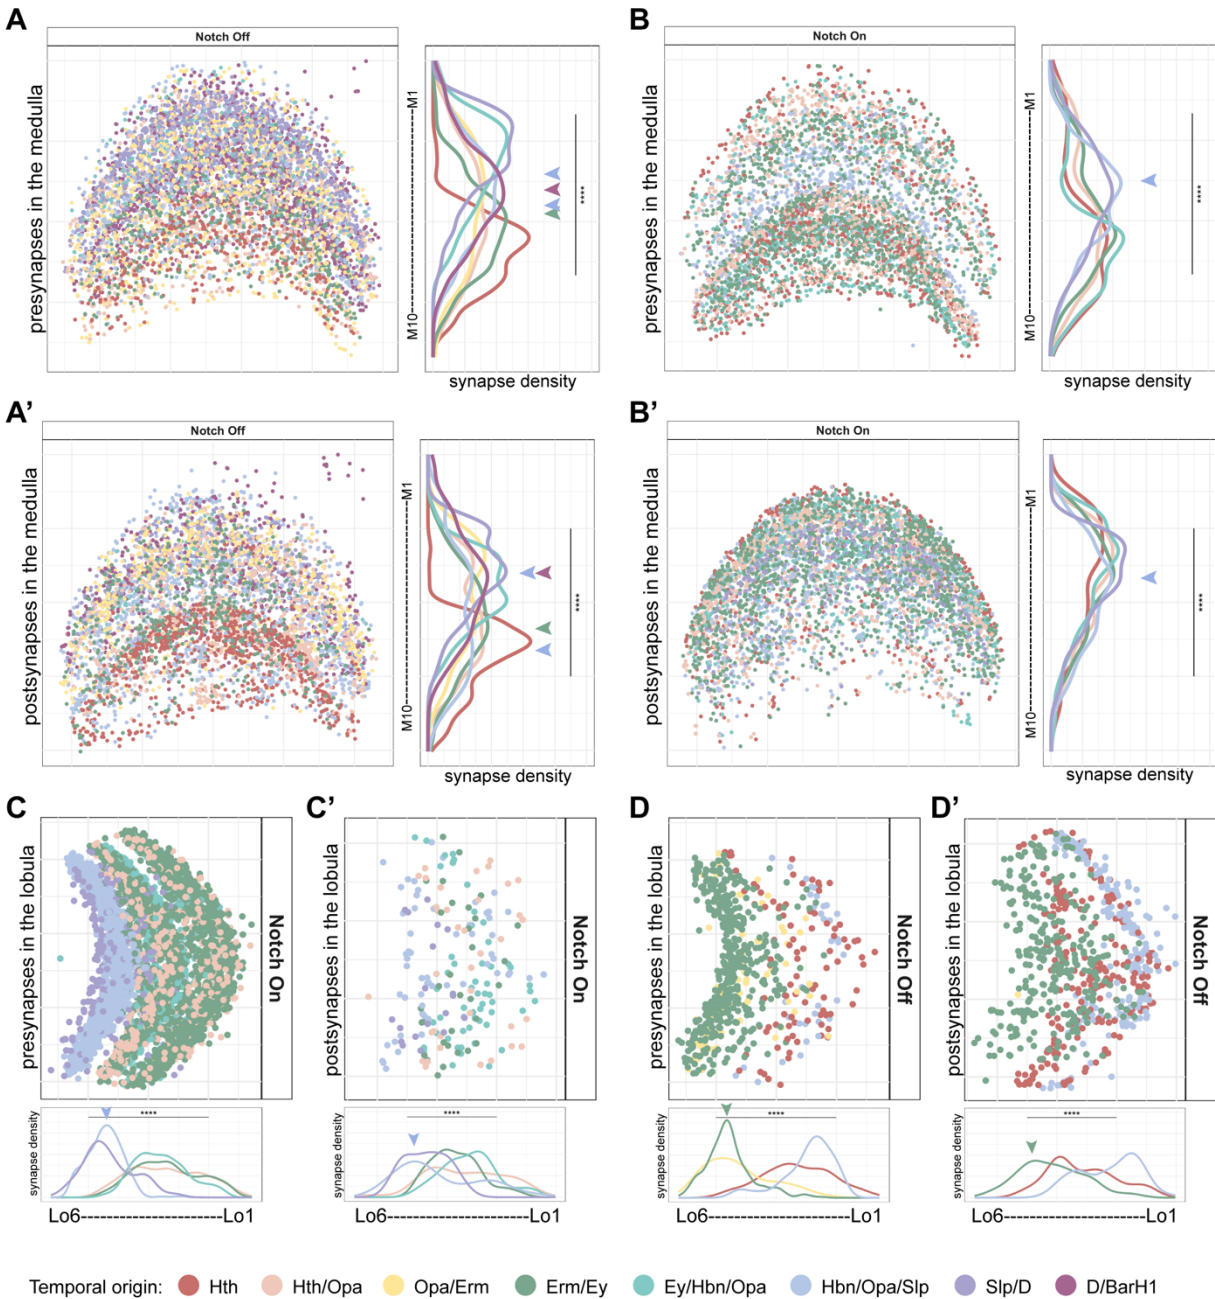 A
B
Notch Off
Notch On
presynapses in the medulla
M10-----------------------M1
****
synapse density
presynapses in the medulla
M10-----------------------M1
****
synapse density
A’
B’
Notch Off
Notch On
postsynapses in the medulla
M10-----------------------M1
****
synapse density
postsynapses in the medulla
M10-----------------------M1
****
synapse density
C
C’
D
D’
presynapses in the lobula
Notch On
postsynapses in the lobula
Notch On
presynapses in the lobula
Notch Off
postsynapses in the lobula
Notch Off
synapse density
****
synapse density
****
synapse density
****
synapse density
****
Lo6-----------------------Lo1
Lo6-----------------------Lo1
Lo6-----------------------Lo1
Lo6-----------------------Lo1
Temporal origin: Hth Hth/Opa Opa/Erm Erm/Ey Ey/Hbn/Opa Hbn/Opa/Slp Slp/D D/BarH1